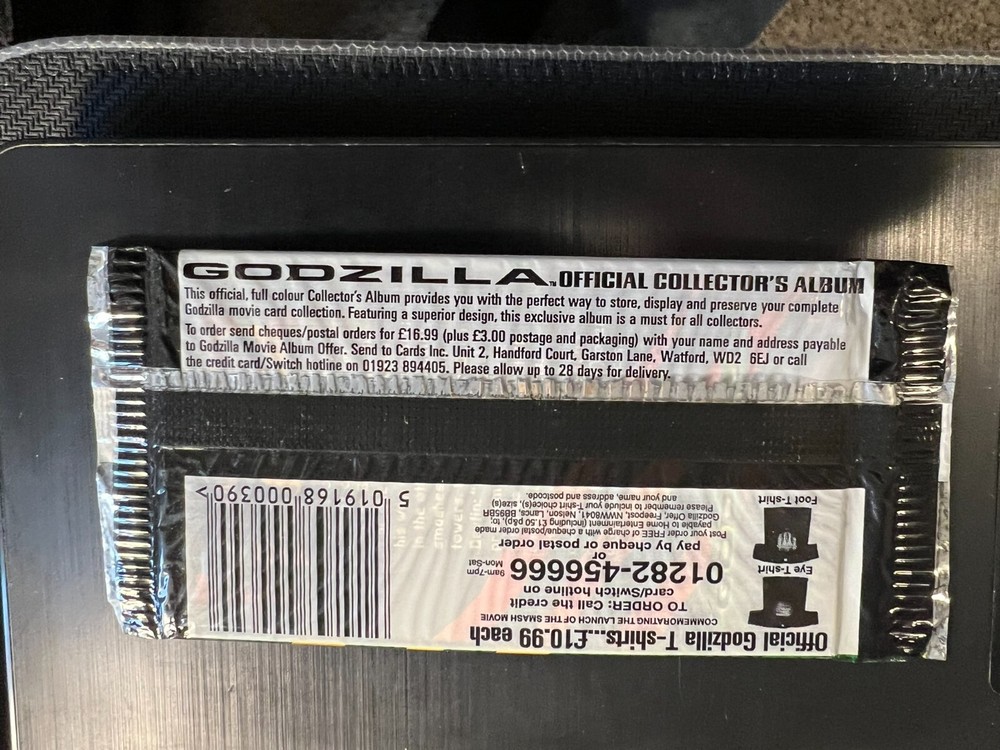 GODZILLA™ OFFICIAL COLLECTOR'S ALBUM
This official, full colour Collector's Album provides you with the perfect way to store, display and preserve your complete
Godzilla movie card collection. Featuring a superior design, this exclusive album is a must for all collectors.
To order send cheques/postal orders for £16.99 (plus £3.00 postage and packaging) with your name and address payable
to Godzilla Movie Album Offer. Send to Cards Inc. Unit 2, Handford Court, Garston Lane, Watford, WD2 6EJ or call
the credit card/Switch hotline on 01923 894405. Please allow up to 28 days for delivery.
Official Godzilla T-shirts...£10.99 each
COMMEMORATING THE LAUNCH OF THE SMASH MOVIE
TO ORDER: Call the credit
card/Switch hotline on
01282-456666 9am-7pm
Mon-Sat
or
pay by cheque or postal order
Post your order FREE of charge with a cheque/postal order made
payable to Home Entertainment (including £1.50 p&p), to;
Godzilla Offer, Freepost, NWW8041, Nelson, Lancs, BB95BR
Please remember to include your T-shirt choice(s), size(s)
and your name, address and postcode.
Eye T-shirt
Foot T-shirt
5 019168 000390 >